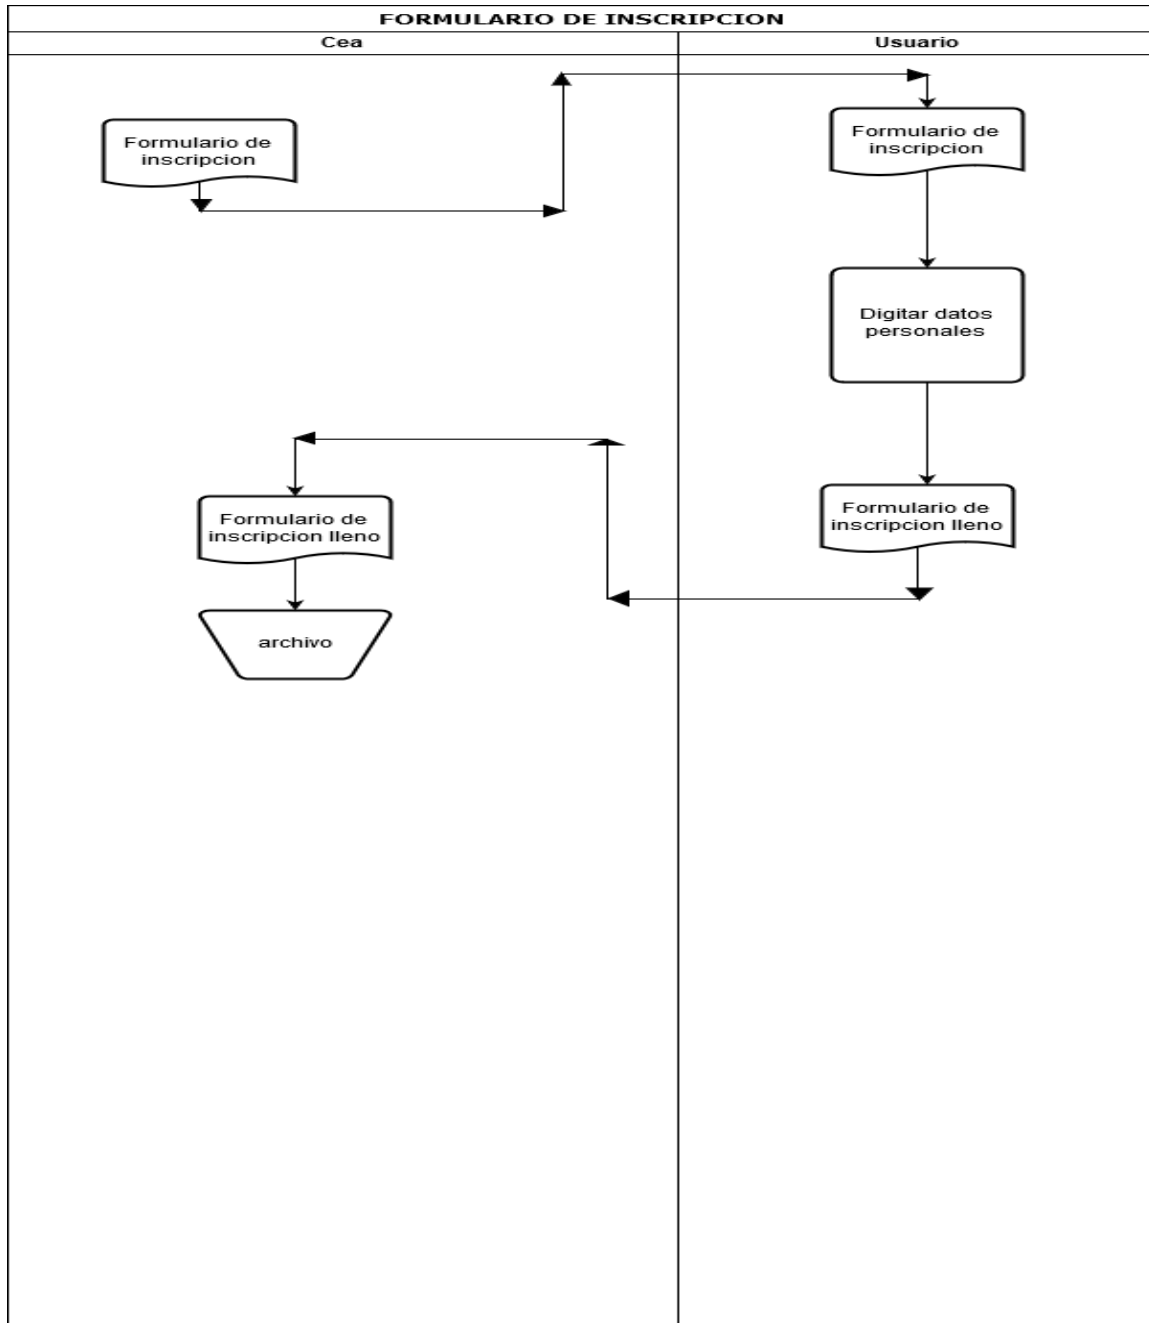 FORMULARIO DE INSCRIPCION
Cea
Usuario
Formulario de
inscripcion
Formulario de
inscripcion
Digitar datos
personales
Formulario de
inscripcion lleno
Formulario de
inscripcion lleno
archivo